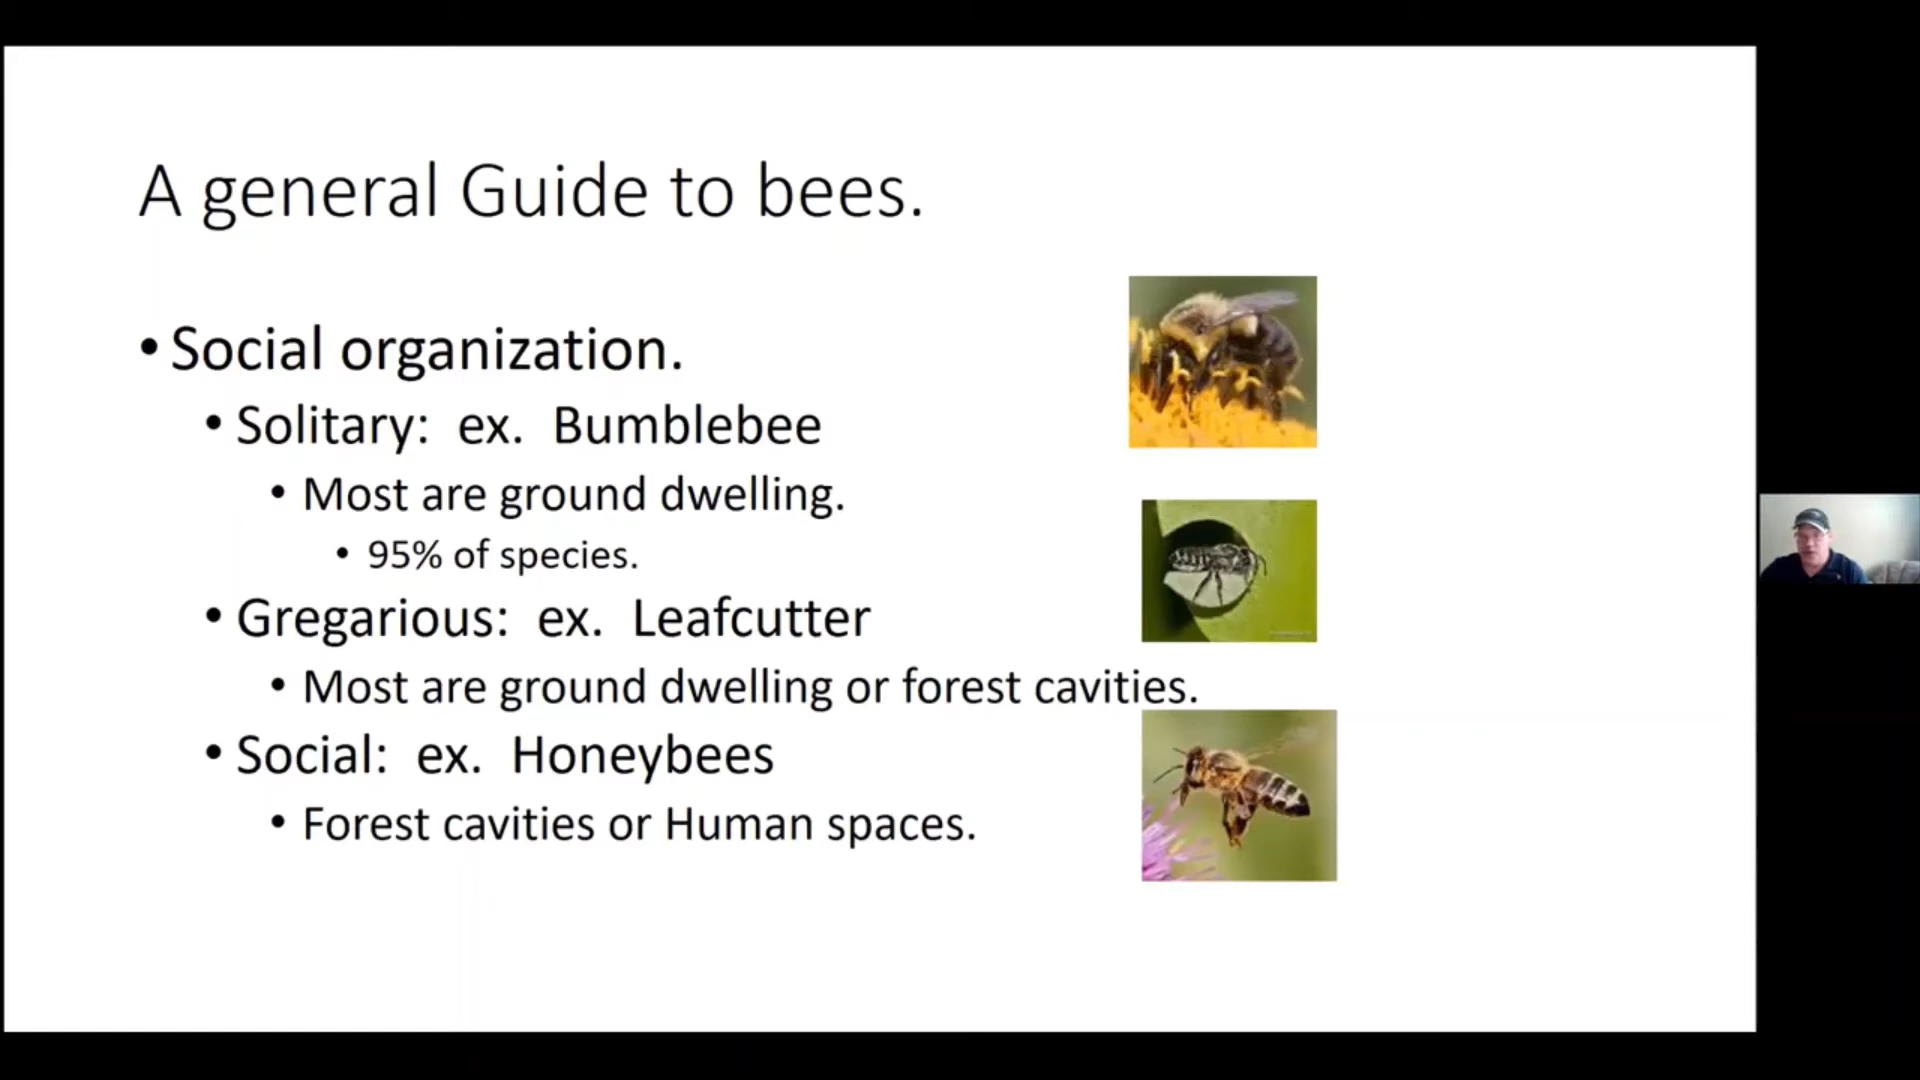 A general Guide to bees.
• Social organization.
• Solitary:  ex.  Bumblebee
• Most are ground dwelling.
• 95% of species.
• Gregarious:  ex.  Leafcutter
• Most are ground dwelling or forest cavities.
• Social:  ex.  Honeybees
• Forest cavities or Human spaces.